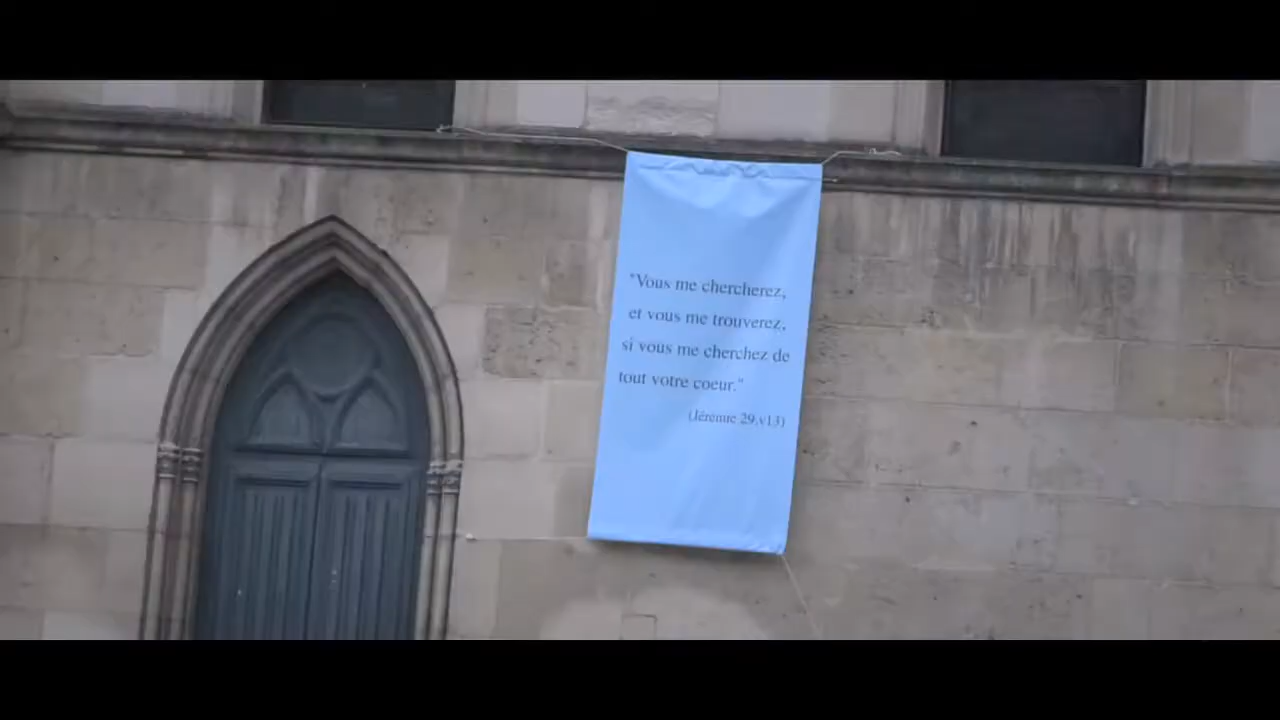 "Vous me chercherez,
et vous me trouverez,
si vous me cherchez de
tout votre coeur."
(Jérémie 29.v13)